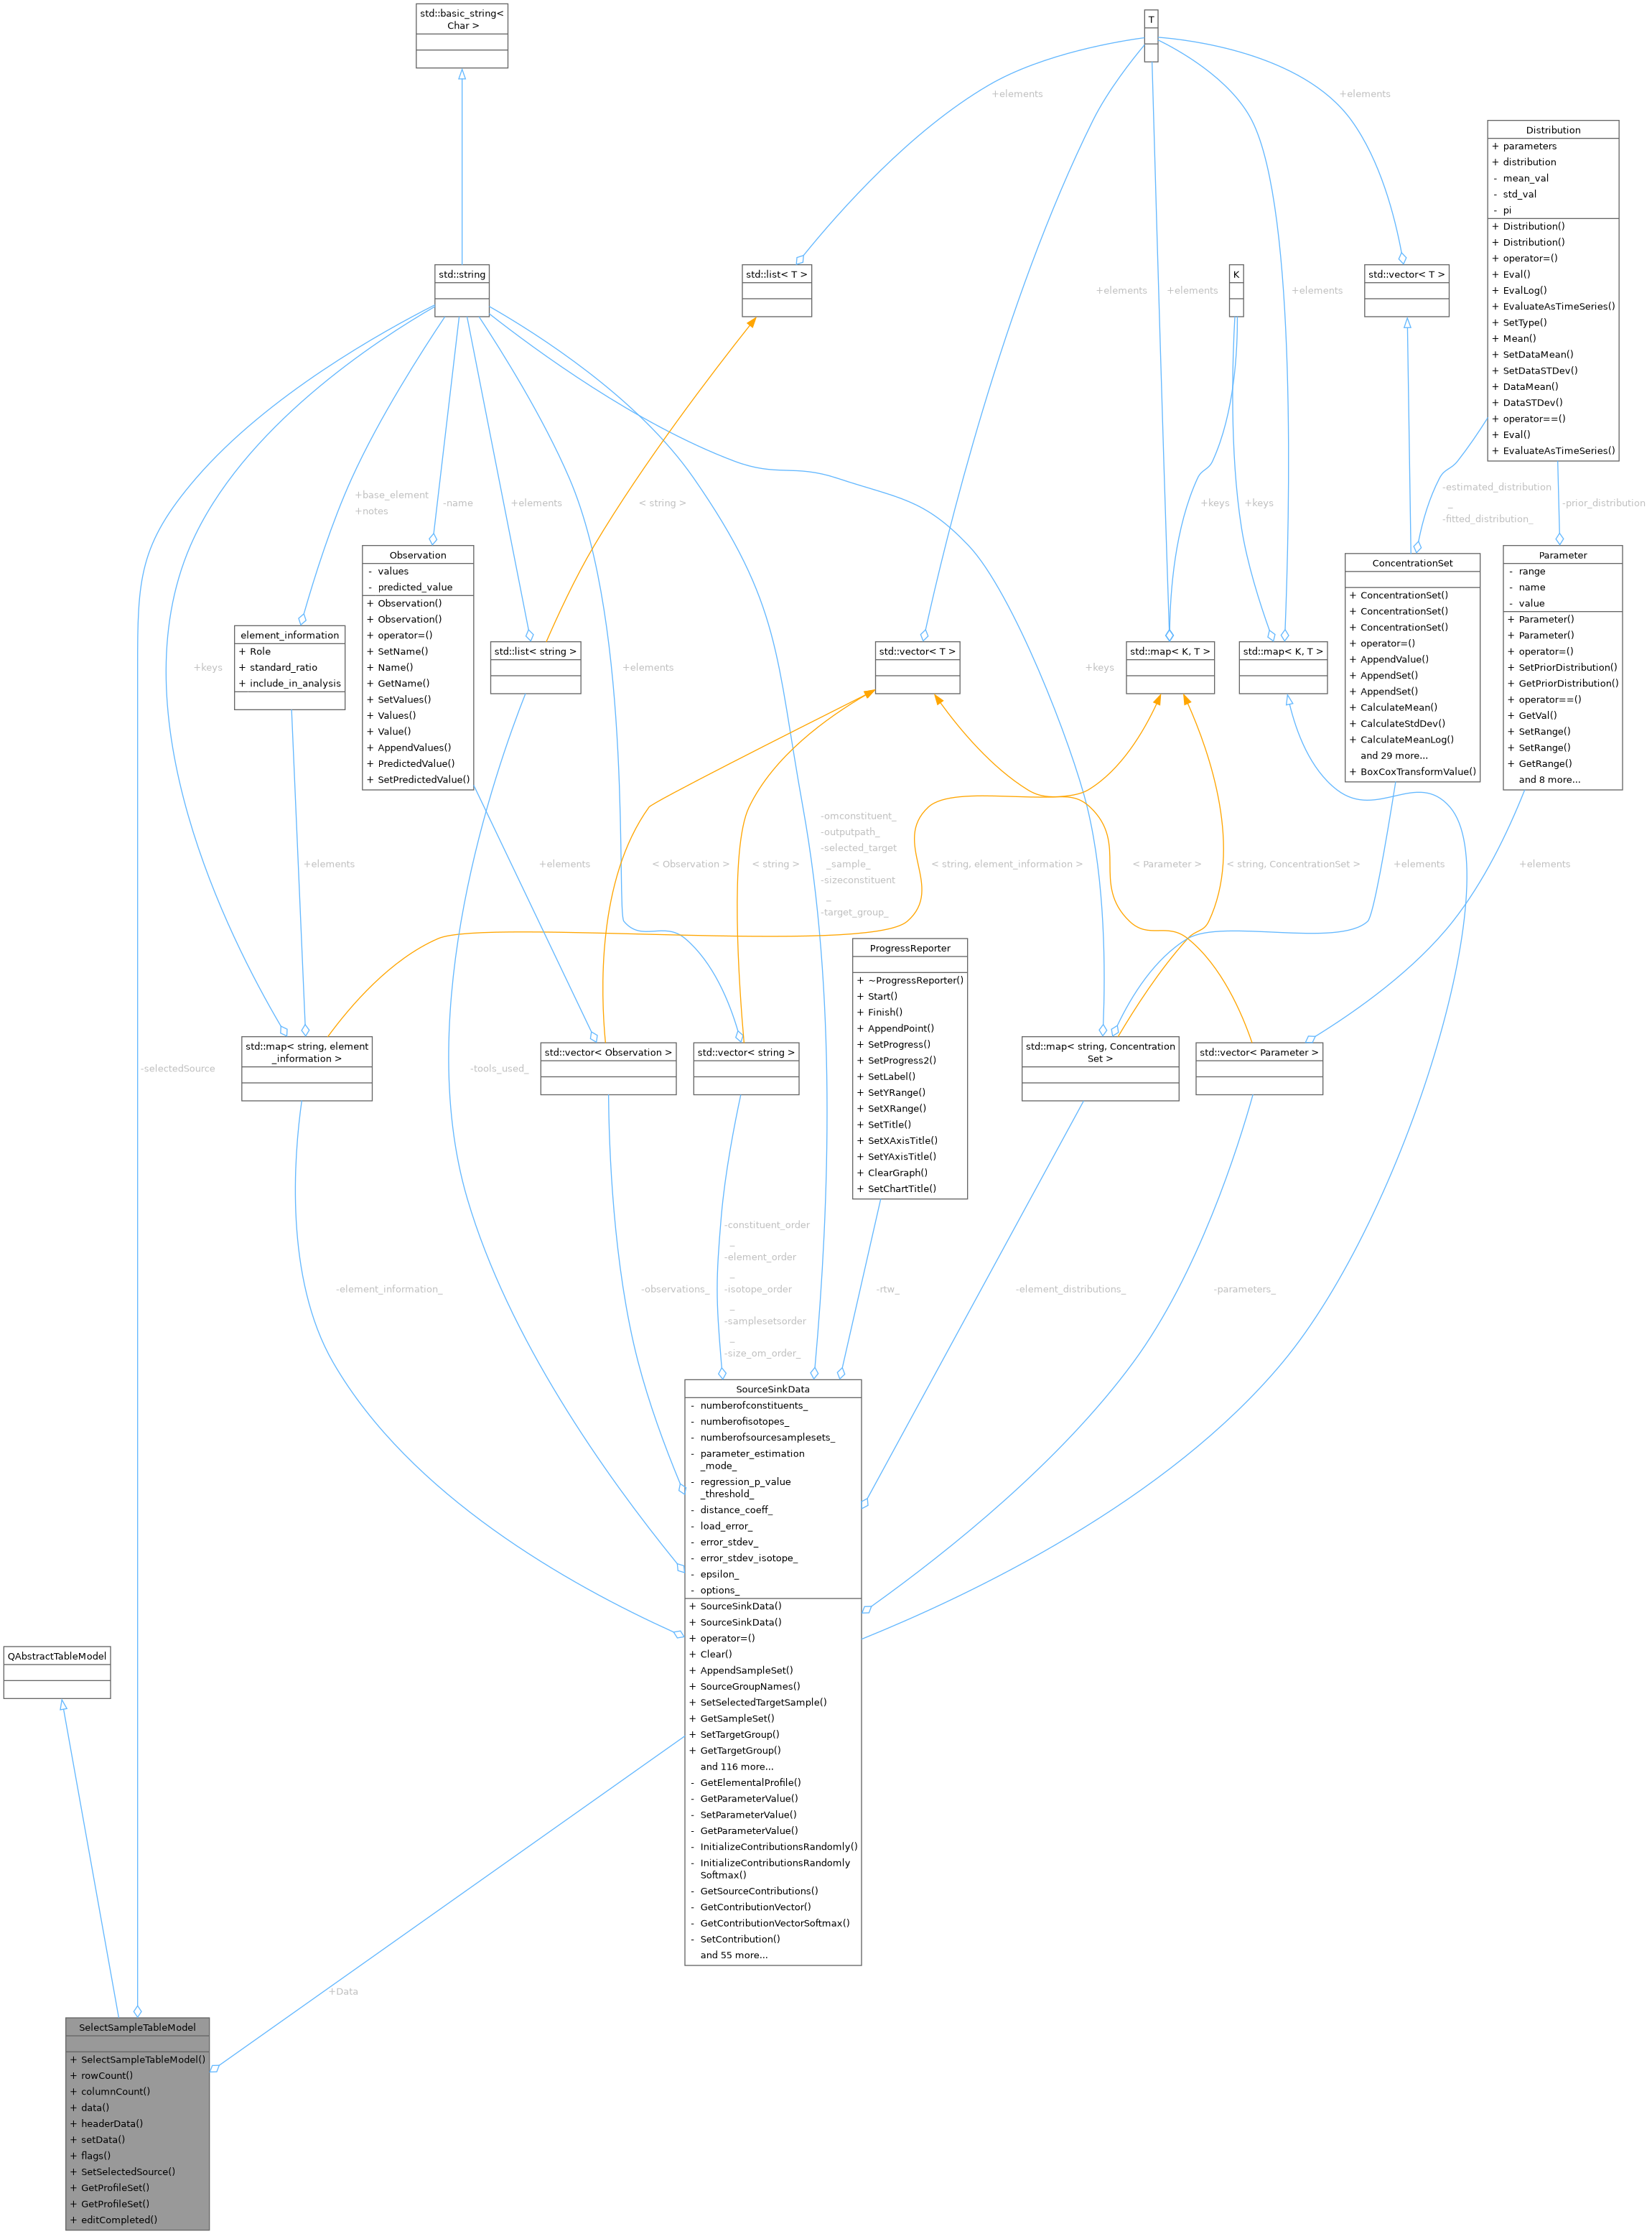 std::basic_string<
Char >
T
+elements
+elements
Distribution
+ parameters
+ distribution
- mean_val
- std_val
- pi
+ Distribution()
+ Distribution()
+ operator=()
+ Eval()
+ EvalLog()
+ EvaluateAsTimeSeries()
+ SetType()
+ Mean()
+ SetDataMean()
+ SetDataSTDev()
+ DataMean()
+ DataSTDev()
+ operator==()
+ Eval()
+ EvaluateAsTimeSeries()
std::string
std::list< T >
K
std::vector< T >
+elements
+elements
+elements
+base_element
+notes
-name
+elements
< string >
+keys
+keys
-estimated_distribution
_
-fitted_distribution_
-prior_distribution
Observation
- values
- predicted_value
+ Observation()
+ Observation()
+ operator=()
+ SetName()
+ Name()
+ GetName()
+ SetValues()
+ Values()
+ Value()
+ AppendValues()
+ PredictedValue()
+ SetPredictedValue()
ConcentrationSet
+ ConcentrationSet()
+ ConcentrationSet()
+ ConcentrationSet()
+ operator=()
+ AppendValue()
+ AppendSet()
+ AppendSet()
+ CalculateMean()
+ CalculateStdDev()
+ CalculateMeanLog()
and 29 more...
+ BoxCoxTransformValue()
Parameter
- range
- name
- value
+ Parameter()
+ Parameter()
+ operator=()
+ SetPriorDistribution()
+ GetPriorDistribution()
+ operator==()
+ GetVal()
+ SetRange()
+ SetRange()
+ GetRange()
and 8 more...
element_information
+ Role
+ standard_ratio
+ include_in_analysis
std::list< string >
std::vector< T >
std::map< K, T >
std::map< K, T >
+keys
+elements
+keys
+elements
+elements
< Observation >
< string >
-omconstituent_
-outputpath_
-selected_target
_sample_
-sizeconstituent
_
-target_group_
< string, element_information >
< Parameter >
< string, ConcentrationSet >
+elements
+elements
ProgressReporter
+ ~ProgressReporter()
+ Start()
+ Finish()
+ AppendPoint()
+ SetProgress()
+ SetProgress2()
+ SetLabel()
+ SetYRange()
+ SetXRange()
+ SetTitle()
+ SetXAxisTitle()
+ SetYAxisTitle()
+ ClearGraph()
+ SetChartTitle()
std::map< string, element
_information >
std::vector< Observation >
std::vector< string >
std::map< string, Concentration
Set >
std::vector< Parameter >
-selectedSource
-tools_used_
-element_information_
-observations_
-constituent_order
_
-element_order
_
-isotope_order
_
-samplesetsorder
_
-size_om_order_
-rtw_
-element_distributions_
-parameters_
SourceSinkData
- numberofconstituents_
- numberofisotopes_
- numberofsourcesamplesets_
- parameter_estimation
_mode_
- regression_p_value
_threshold_
- distance_coeff_
- load_error_
- error_stdev_
- error_stdev_isotope_
- epsilon_
- options_
+ SourceSinkData()
+ SourceSinkData()
+ operator=()
+ Clear()
+ AppendSampleSet()
+ SourceGroupNames()
+ SetSelectedTargetSample()
+ GetSampleSet()
+ SetTargetGroup()
+ GetTargetGroup()
and 116 more...
- GetElementalProfile()
- GetParameterValue()
- SetParameterValue()
- GetParameterValue()
- InitializeContributionsRandomly()
- InitializeContributionsRandomly
Softmax()
- GetSourceContributions()
- GetContributionVector()
- GetContributionVectorSoftmax()
- SetContribution()
and 55 more...
QAbstractTableModel
+Data
SelectSampleTableModel
+ SelectSampleTableModel()
+ rowCount()
+ columnCount()
+ data()
+ headerData()
+ setData()
+ flags()
+ SetSelectedSource()
+ GetProfileSet()
+ GetProfileSet()
+ editCompleted()